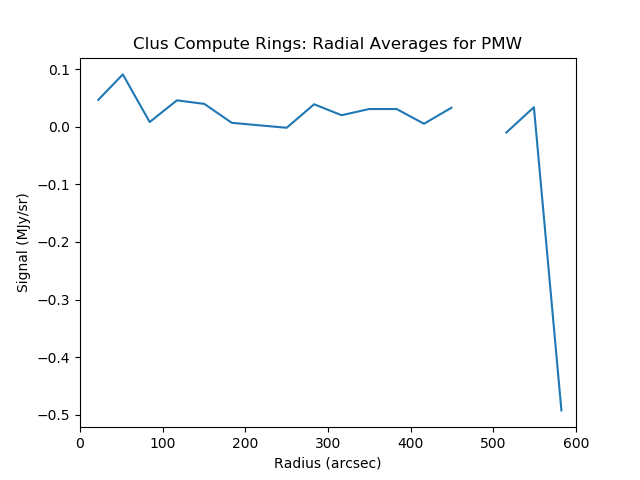 Clus Compute Rings: Radial Averages for PMW
0.1
0.0
−0.1
−0.2
−0.3
−0.4
−0.5
Signal (MJy/sr)
0 100 200 300 400 500 600
Radius (arcsec)